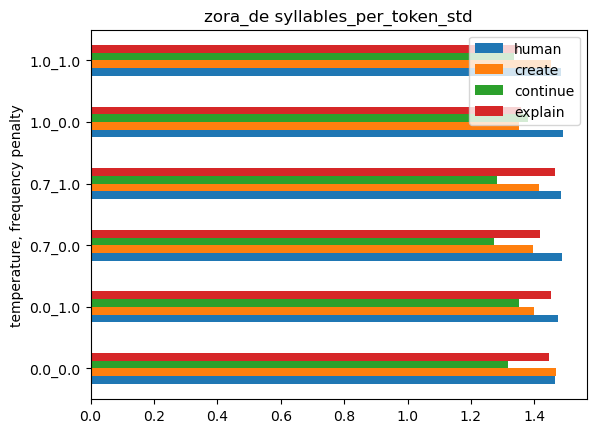 zora_de syllables_per_token_std
human
create
continue
explain
temperature, frequency penalty
1.0_1.0
1.0_0.0
0.7_1.0
0.7_0.0
0.0_1.0
0.0_0.0
0.0 0.2 0.4 0.6 0.8 1.0 1.2 1.4